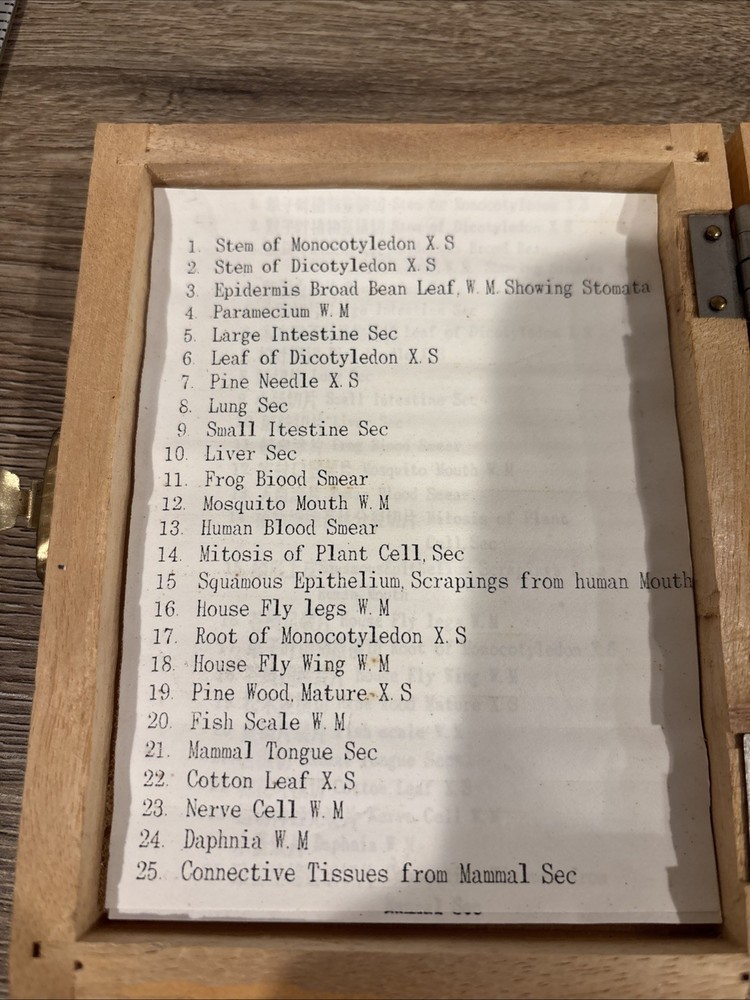 1. Stem of Monocotyledon X.S
2. Stem of Dicotyledon X.S
3. Epidermis Broad Bean Leaf, W.M. Showing Stomata
4. Paramecium W.M
5. Large Intestine Sec
6. Leaf of Dicotyledon X.S
7. Pine Needle X.S
8. Lung Sec
9. Small Itestine Sec
10. Liver Sec
11. Frog Biood Smear
12. Mosquito Mouth W.M
13. Human Blood Smear
14. Mitosis of Plant Cell, Sec
15 Squamous Epithelium, Scrapings from human Mouth
16. House Fly legs W.M
17. Root of Monocotyledon X.S
18. House Fly Wing W.M
19. Pine Wood, Mature X.S
20. Fish Scale W.M
21. Mammal Tongue Sec
22. Cotton Leaf X.S
23. Nerve Cell W.M
24. Daphnia W.M
25. Connective Tissues from Mammal Sec